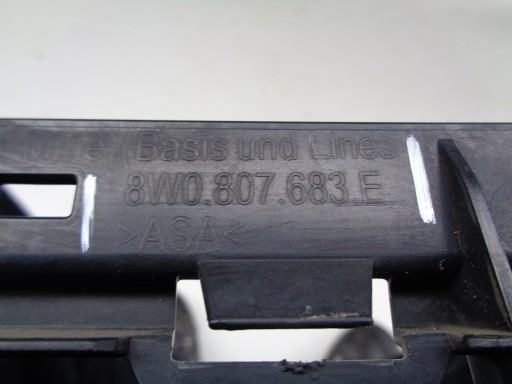 (Basis und Lines
8W0.807.683 E
>ASA<